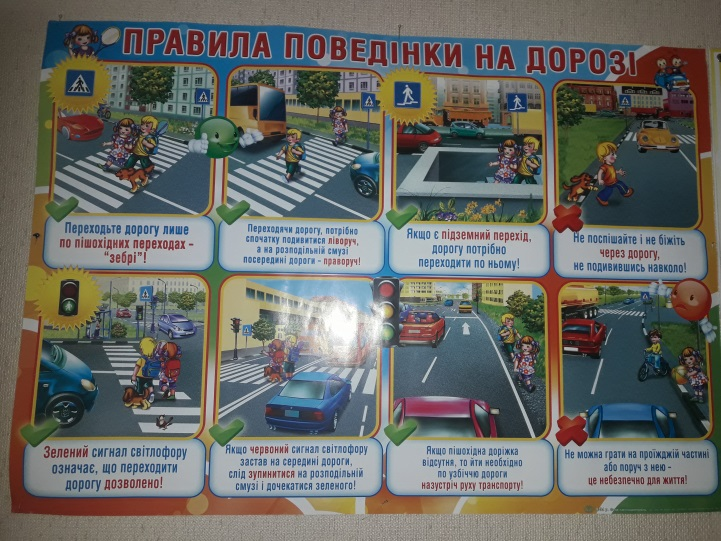 ПРАВИЛА ПОВЕДІНКИ НА ДОРОЗІ
Переходьте дорогу лише
по пішохідних переходах -
"зебрі"!
Переходячи дорогу, потрібно
спочатку подивитися ліворуч,
а на розподільній смузі
посередині дороги - праворуч!
Якщо є підземний перехід,
дорогу потрібно
переходити по ньому!
Не поспішайте і не біжіть
через дорогу,
не подивившись навколо!
Зелений сигнал світлофору
означає, що переходити
дорогу дозволено!
Якщо червоний сигнал світлофору
застав на середині дороги,
слід зупинитися на розподільній
смузі і дочекатися зеленого!
Якщо пішохідна доріжка
відсутня, то йти необхідно
по узбіччю дороги
назустріч руху транспорту!
Не можна грати на проїжджій частині
або поруч з нею -
це небезпечно для життя!